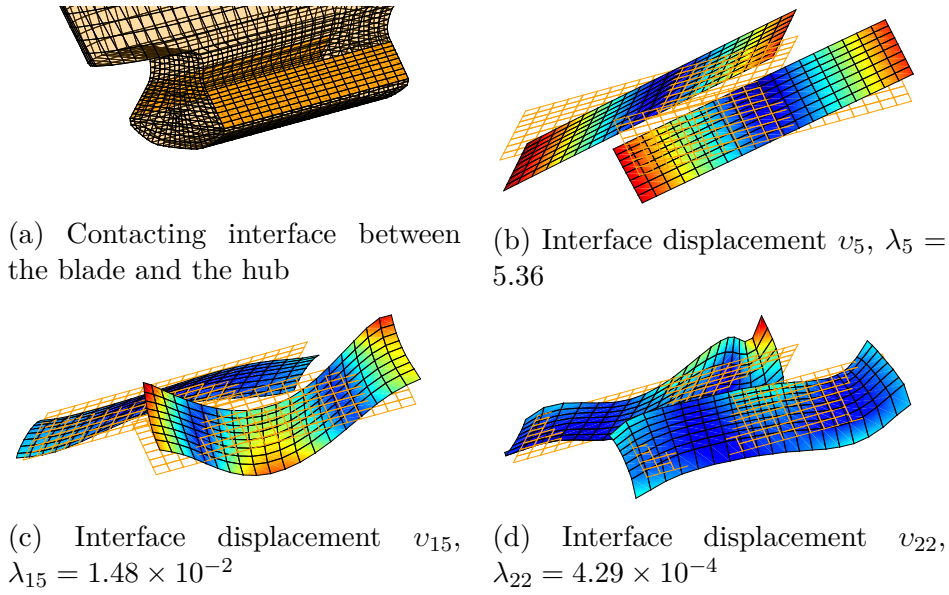 (a) Contacting interface between
the blade and the hub
(b) Interface displacement υ₅, λ₅ =
5.36
(c) Interface displacement υ₁₅,
λ₁₅ = 1.48 × 10⁻²
(d) Interface displacement υ₂₂,
λ₂₂ = 4.29 × 10⁻⁴